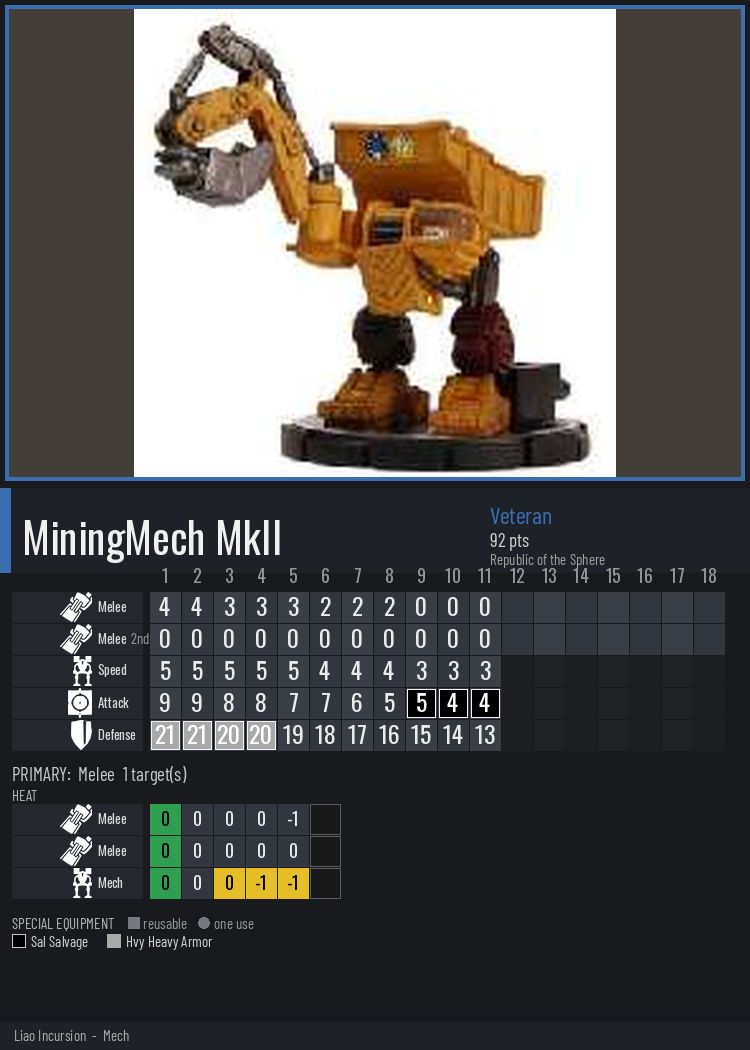 MiningMech MkII
Veteran
92 pts
Republic of the Sphere
1 2 3 4 5 6 7 8 9 10 11 12 13 14 15 16 17 18
Melee 4 4 3 3 3 2 2 2 0 0 0
Melee 2nd 0 0 0 0 0 0 0 0 0 0 0
Speed 5 5 5 5 5 4 4 4 3 3 3
Attack 9 9 8 8 7 7 6 5 5 4 4
Defense 21 21 20 20 19 18 17 16 15 14 13
PRIMARY: Melee 1 target(s)
HEAT
Melee 0 0 0 0 -1
Melee 0 0 0 0 0
Mech 0 0 0 -1 -1
SPECIAL EQUIPMENT reusable one use
Sal Salvage Hvy Heavy Armor
Liao Incursion - Mech